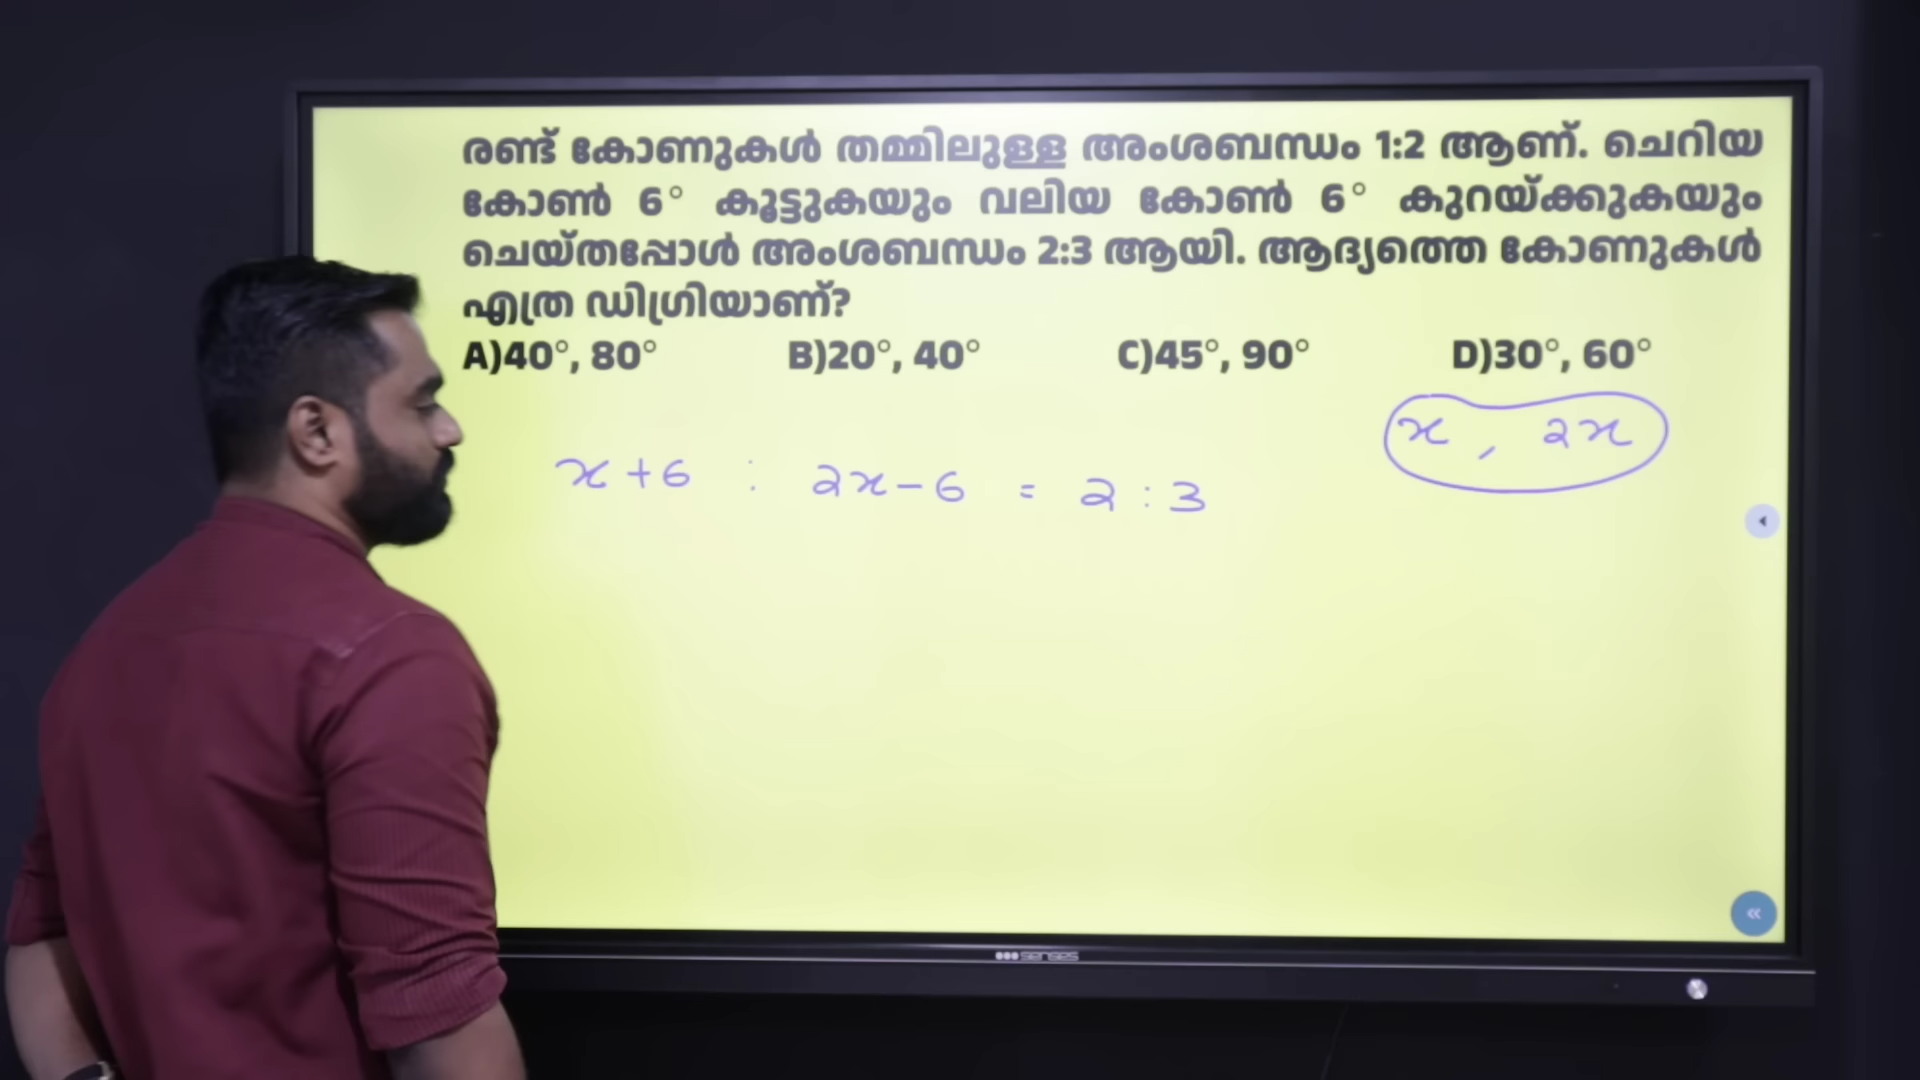 രണ്ട് കോണുകൾ തമ്മിലുള്ള അംശബന്ധം 1:2 ആണ്. ചെറിയ
കോൺ 6° കൂട്ടുകയും വലിയ കോൺ 6° കുറയ്ക്കുകയും
ചെയ്തപ്പോൾ അംശബന്ധം 2:3 ആയി. ആദ്യത്തെ കോണുകൾ
എത്ര ഡിഗ്രിയാണ്?
A)40°, 80° B)20°, 40° C)45°, 90° D)30°, 60°
x , 2x
x+6 : 2x-6 = 2 : 3